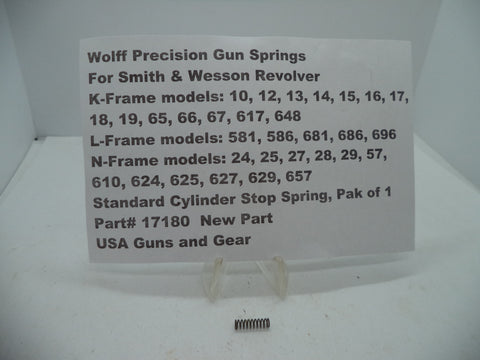 Wolff Precision Gun Springs
For Smith & Wesson Revolver
K-Frame models: 10, 12, 13, 14, 15, 16, 17,
18, 19, 65, 66, 67, 617, 648
L-Frame models: 581, 586, 681, 686, 696
N-Frame models: 24, 25, 27, 28, 29, 57,
610, 624, 625, 627, 629, 657
Standard Cylinder Stop Spring, Pak of 1
Part# 17180  New Part
USA Guns and Gear